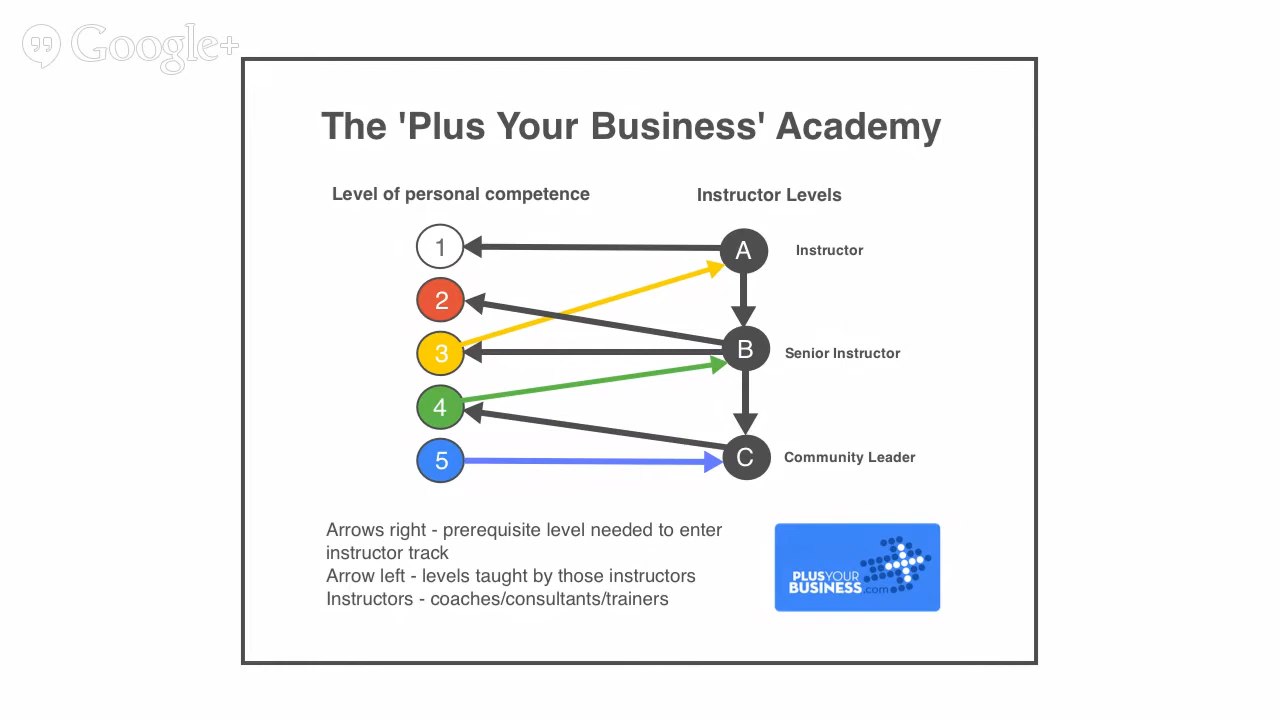 Google+
The 'Plus Your Business' Academy
Level of personal competence
Instructor Levels
1
A
Instructor
2
3
B
Senior Instructor
4
5
C
Community Leader
Arrows right - prerequisite level needed to enter
instructor track
Arrow left - levels taught by those instructors
Instructors - coaches/consultants/trainers
PLUSYOUR
BUSINESS.com